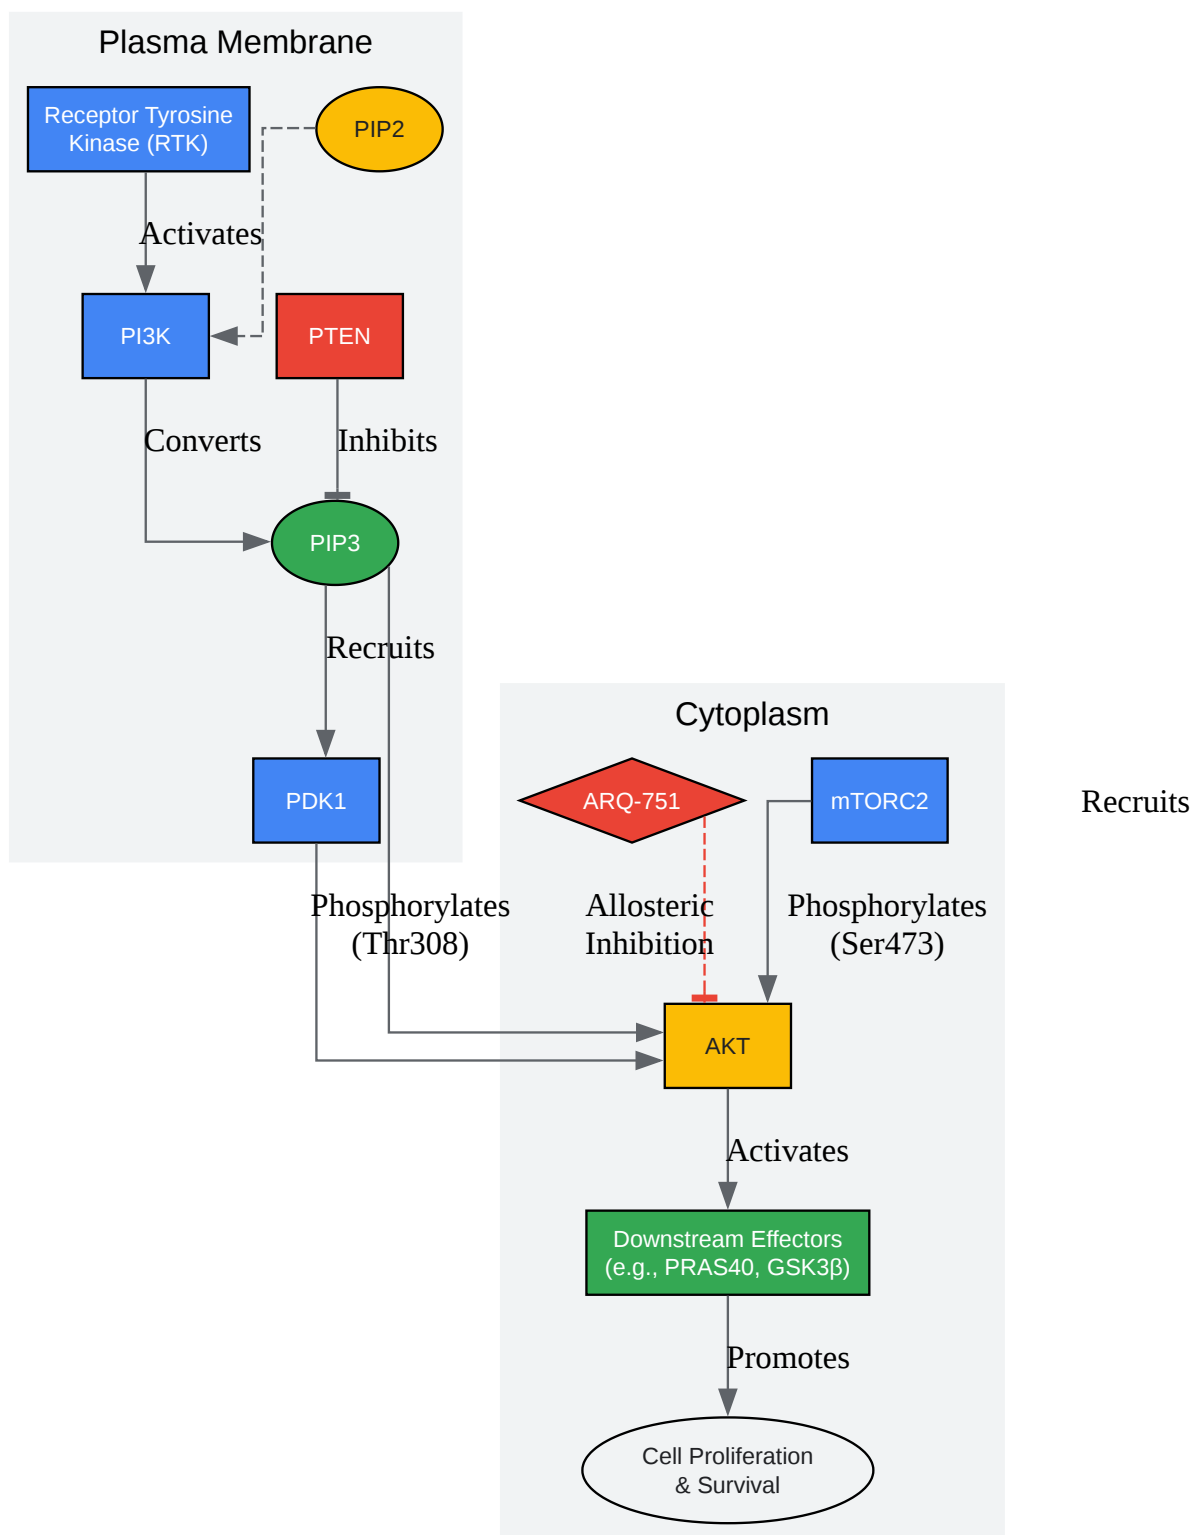 Plasma Membrane
Receptor Tyrosine
Kinase (RTK)
PIP2
Activates
PI3K
PTEN
Converts
Inhibits
PIP3
Recruits
Cytoplasm
PDK1
ARQ-751
mTORC2
Recruits
Phosphorylates
(Thr308)
Allosteric
Inhibition
Phosphorylates
(Ser473)
AKT
Activates
Downstream Effectors
(e.g., PRAS40, GSK3β)
Promotes
Cell Proliferation
& Survival